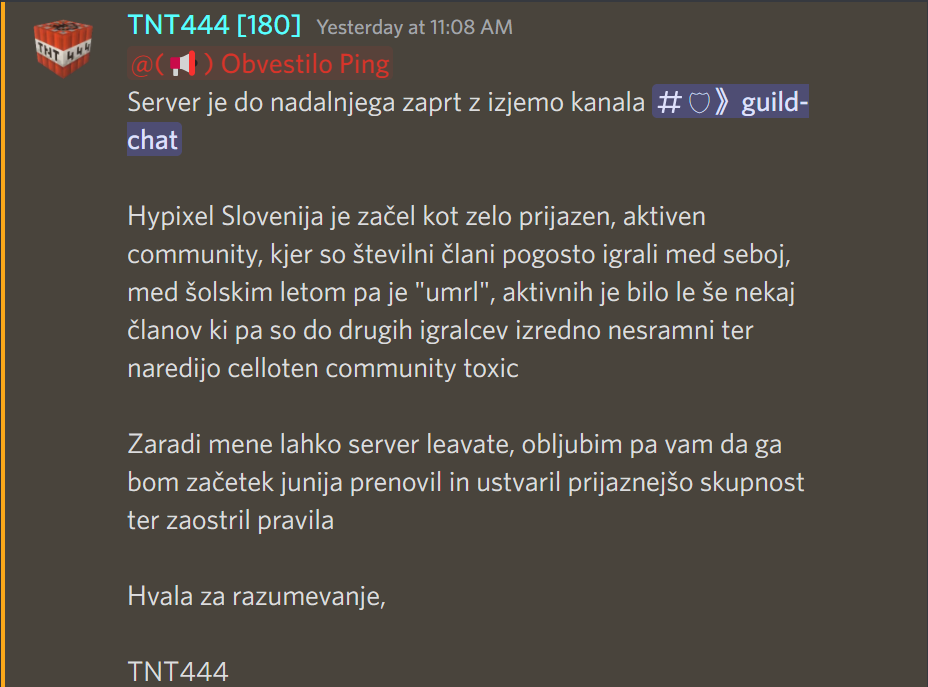 TNT444 [180] Yesterday at 11:08 AM
@(📢) Obvestilo Ping
Server je do nadalnjega zaprt z izjemo kanala #🛡》guild-
chat
Hypixel Slovenija je začel kot zelo prijazen, aktiven
community, kjer so številni člani pogosto igrali med seboj,
med šolskim letom pa je "umrl", aktivnih je bilo le še nekaj
članov ki pa so do drugih igralcev izredno nesramni ter
naredijo celloten community toxic
Zaradi mene lahko server leavate, obljubim pa vam da ga
bom začetek junija prenovil in ustvaril prijaznejšo skupnost
ter zaostril pravila
Hvala za razumevanje,
TNT444